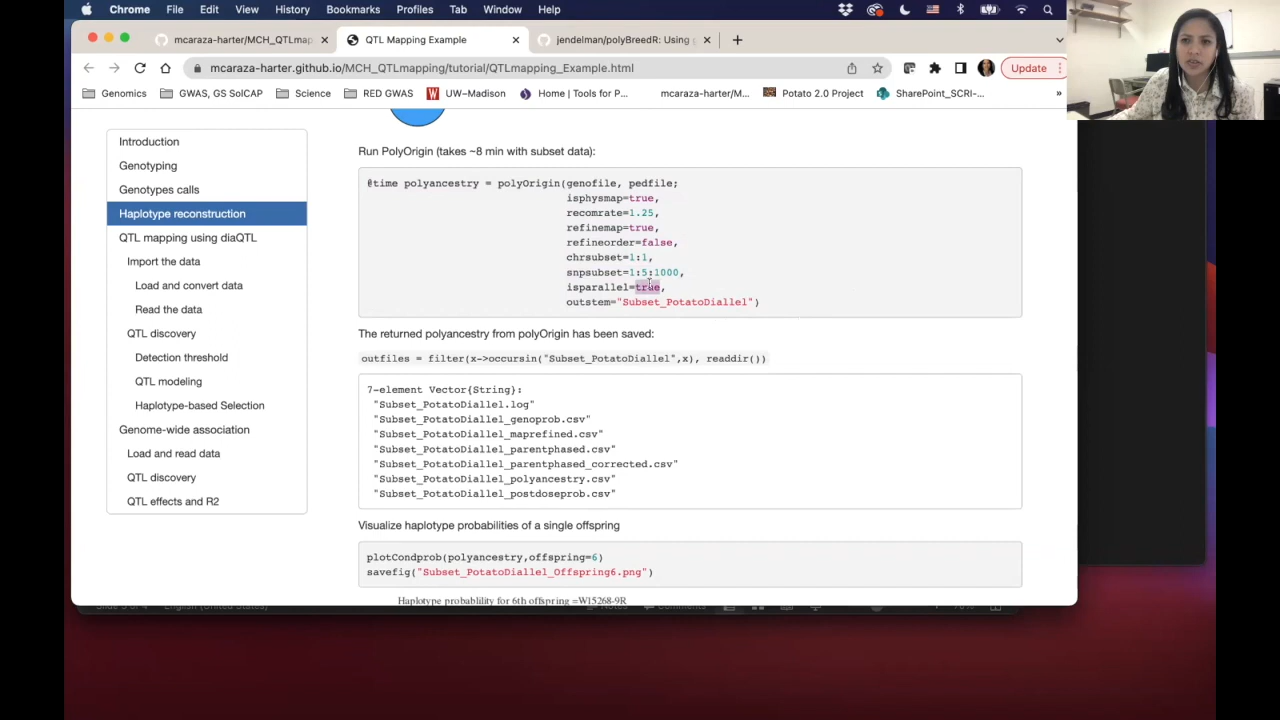 Chrome File Edit View History Bookmarks Profiles Tab Window Help
mcaraza-harter/MCH_QTLmap
QTL Mapping Example
jendelman/polyBreedR: Using
mcaraza-harter.github.io/MCH_QTLmapping/tutorial/QTLmapping_Example.html
Update
Genomics GWAS, GS SolCAP Science RED GWAS UW–Madison Home | Tools for P... mcaraza-harter/M... Potato 2.0 Project SharePoint_SCRI-... »
Introduction
Genotyping
Genotypes calls
Haplotype reconstruction
QTL mapping using diaQTL
Import the data
Load and convert data
Read the data
QTL discovery
Detection threshold
QTL modeling
Haplotype-based Selection
Genome-wide association
Load and read data
QTL discovery
QTL effects and R2
Run PolyOrigin (takes ~8 min with subset data):
@time polyancestry = polyOrigin(genofile, pedfile;
isphysmap=true,
recomrate=1.25,
refinemap=true,
refineorder=false,
chrsubset=1:1,
snpsubset=1:5:1000,
isparallel=true,
outstem="Subset_PotatoDiallel")
The returned polyancestry from polyOrigin has been saved:
outfiles = filter(x->occursin("Subset_PotatoDiallel",x), readdir())
7-element Vector{String}:
"Subset_PotatoDiallel.log"
"Subset_PotatoDiallel_genoprob.csv"
"Subset_PotatoDiallel_maprefined.csv"
"Subset_PotatoDiallel_parentphased.csv"
"Subset_PotatoDiallel_parentphased_corrected.csv"
"Subset_PotatoDiallel_polyancestry.csv"
"Subset_PotatoDiallel_postdoseprob.csv"
Visualize haplotype probabilities of a single offspring
plotCondprob(polyancestry,offspring=6)
savefig("Subset_PotatoDiallel_Offspring6.png")
Haplotype probablility for 6th offspring =W15268-9R
English (United States)
Comments